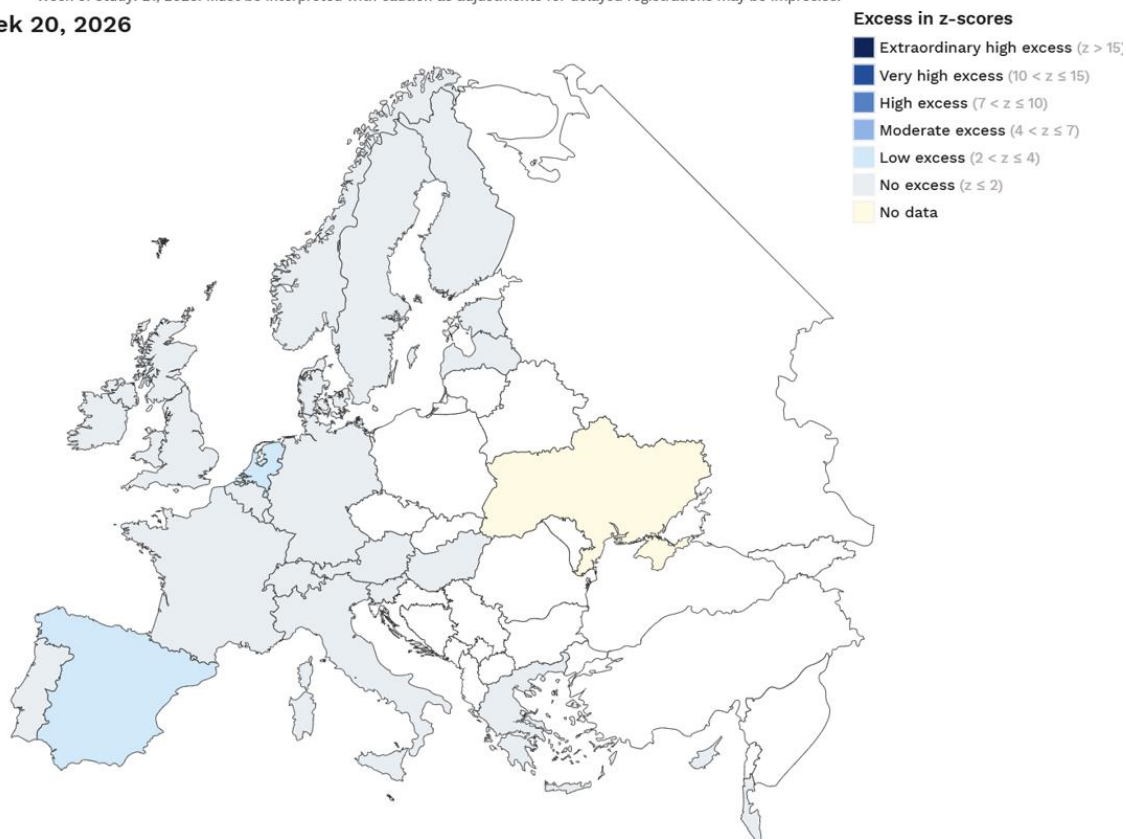 ek 20, 2026
Excess in z-scores
Extraordinary high excess (z > 15)
Very high excess (10 < z ≤ 15)
High excess (7 < z ≤ 10)
Moderate excess (4 < z ≤ 7)
Low excess (2 < z ≤ 4)
No excess (z ≤ 2)
No data